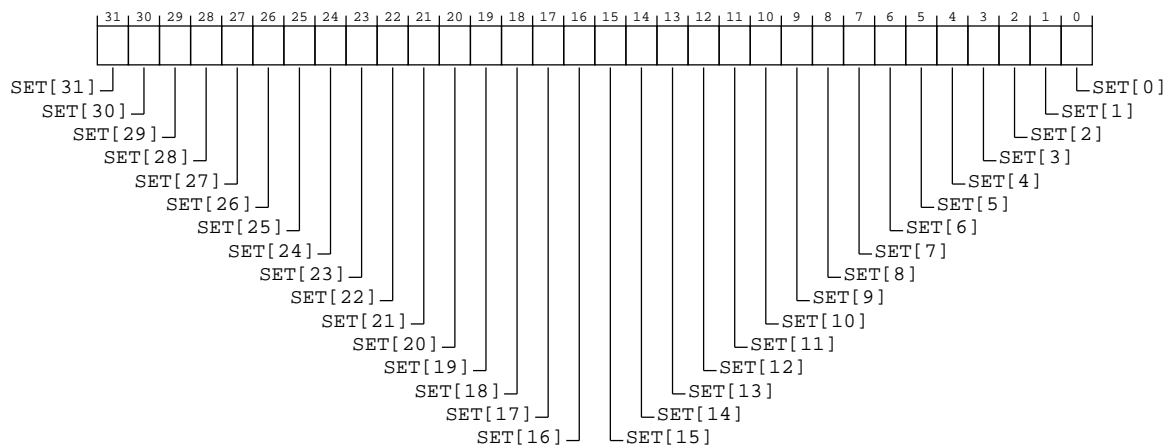 31 30 29 28 27 26 25 24 23 22 21 20 19 18 17 16 15 14 13 12 11 10 9 8 7 6 5 4 3 2 1 0
SET[31] SET[0]
SET[30] SET[1]
SET[29] SET[2]
SET[28] SET[3]
SET[27] SET[4]
SET[26] SET[5]
SET[25] SET[6]
SET[24] SET[7]
SET[23] SET[8]
SET[22] SET[9]
SET[21] SET[10]
SET[20] SET[11]
SET[19] SET[12]
SET[18] SET[13]
SET[17] SET[14]
SET[16] SET[15]